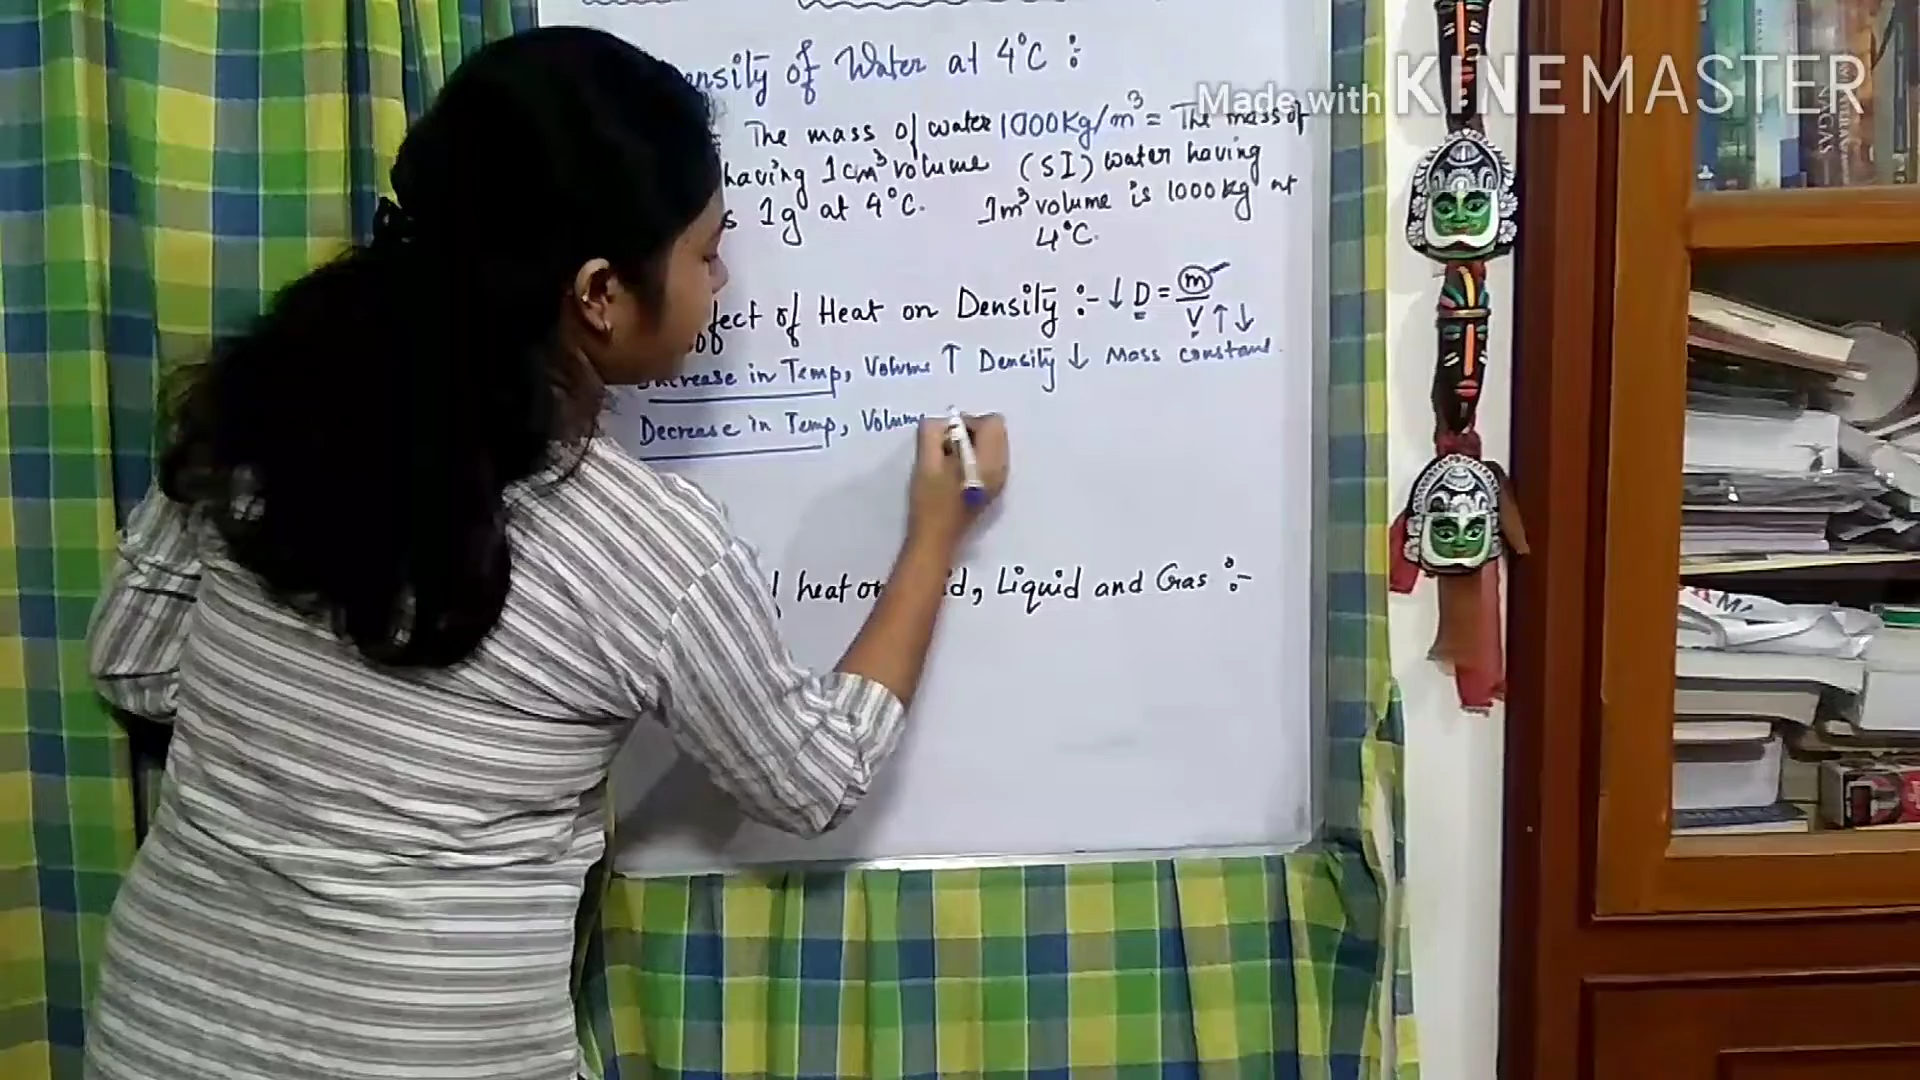 Density of Water at 4°C :
Made with KINEMASTER
The mass of water 1000kg/m³ = The mass of
having 1cm³ volume (SI) water having
1g at 4°C. 1m³ volume is 1000kg at
4°C.
Effect of Heat on Density :- ↓ D = m/V ↑↓
Increase in Temp, Volume ↑ Density ↓ Mass constant.
Decrease in Temp, Volume
heat on Liquid and Gas :-